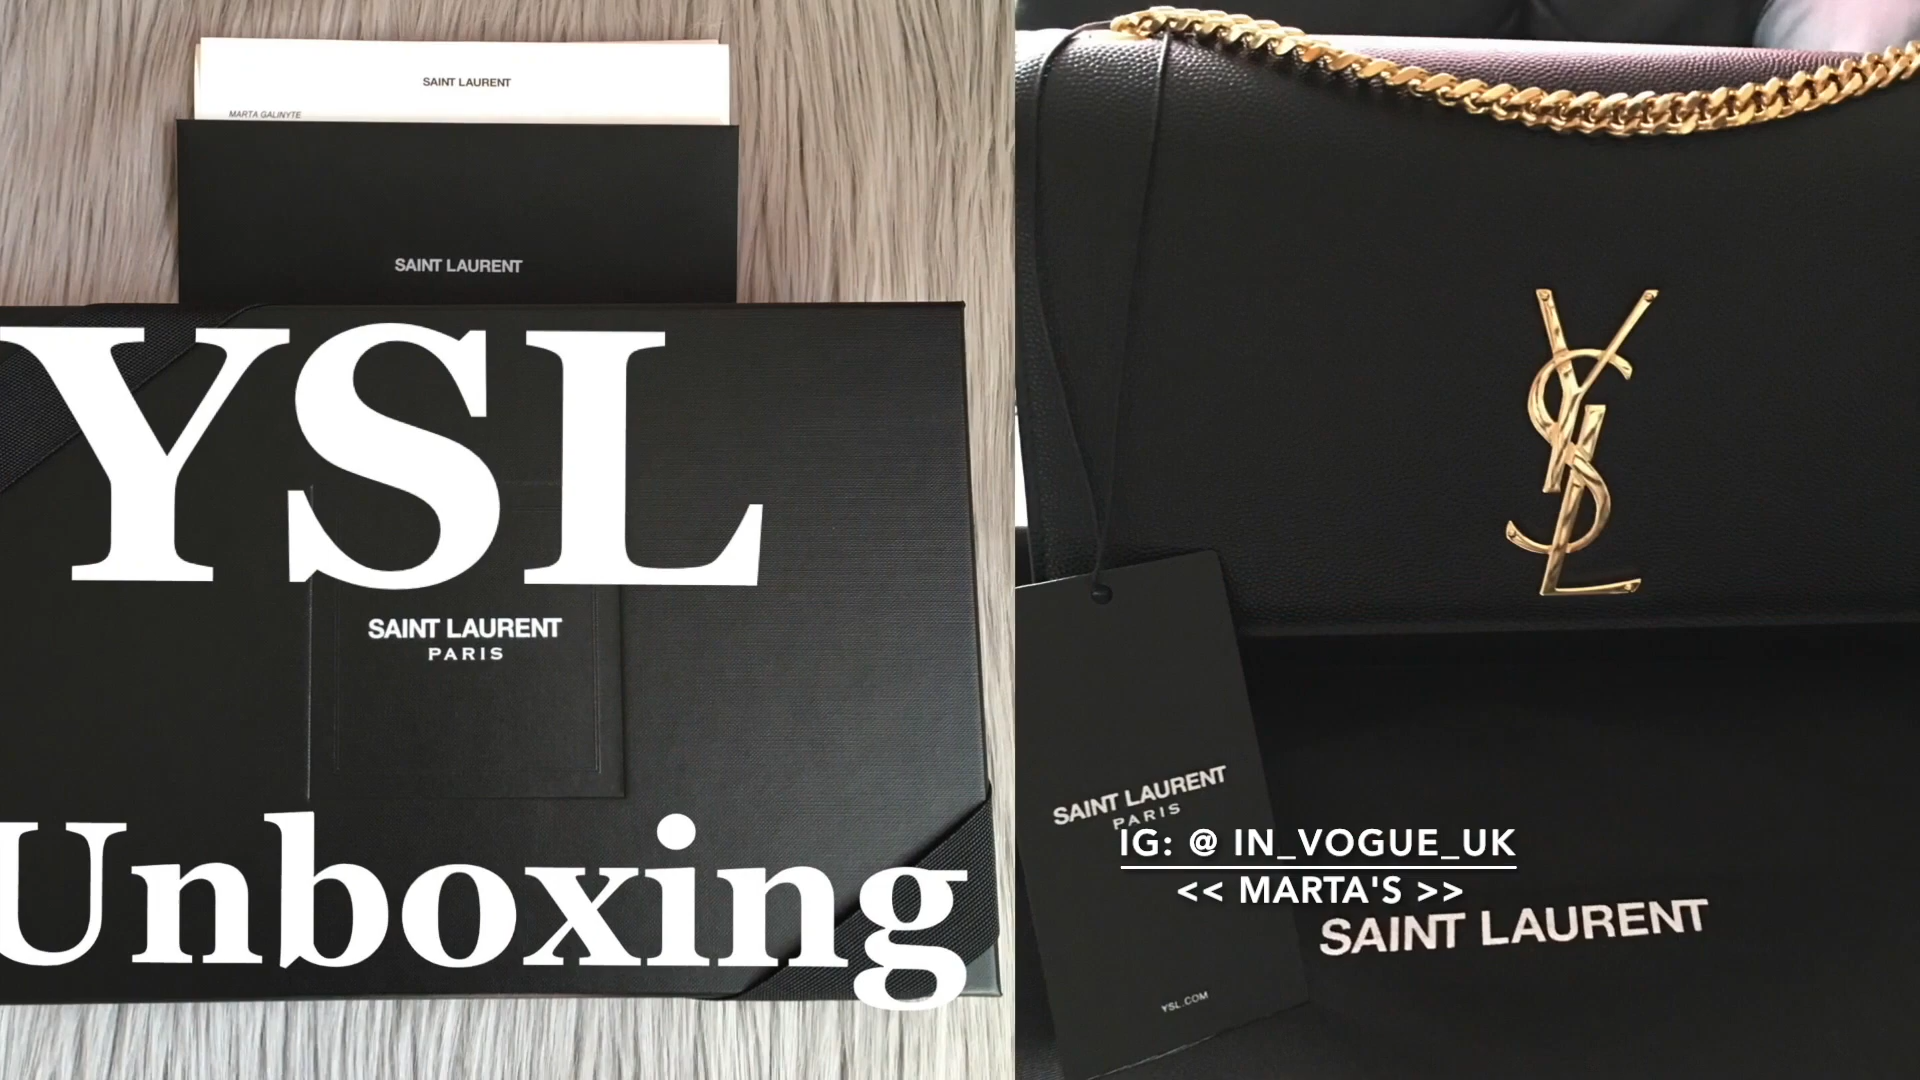 SAINT LAURENT
MARTA GALINYTE
SAINT LAURENT
YSL
SAINT LAURENT
PARIS
Unboxing
YSL
SAINT LAURENT
PARIS
IG: @ IN_VOGUE_UK
<< MARTA'S >>
SAINT LAURENT
YSL.COM